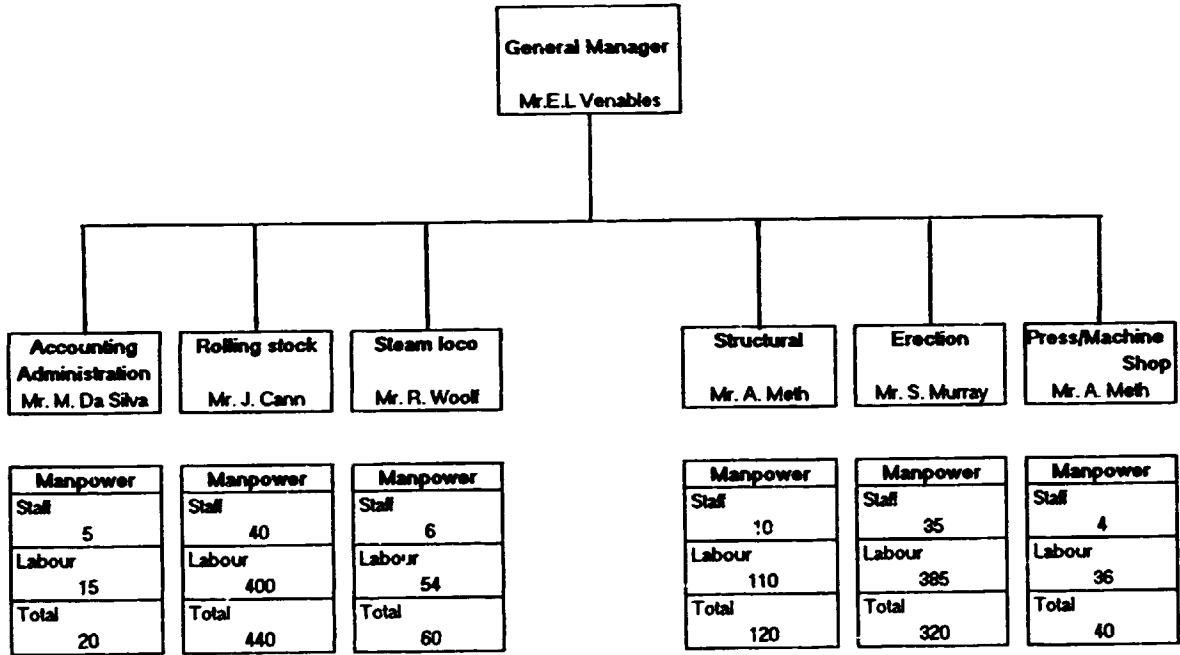 General Manager
Mr.E.L Venables
Accounting
Administration
Mr. M. Da Silva
Rolling stock
Mr. J. Cann
Steam loco
Mr. R. Woolf
Structural
Mr. A. Meth
Erection
Mr. S. Murray
Press/Machine
Shop
Mr. A. Meth
Manpower
Staff
5
Labour
15
Total
20
Manpower
Staff
40
Labour
400
Total
440
Manpower
Staff
6
Labour
54
Total
60
Manpower
Staff
10
Labour
110
Total
120
Manpower
Staff
35
Labour
385
Total
320
Manpower
Staff
4
Labour
36
Total
40